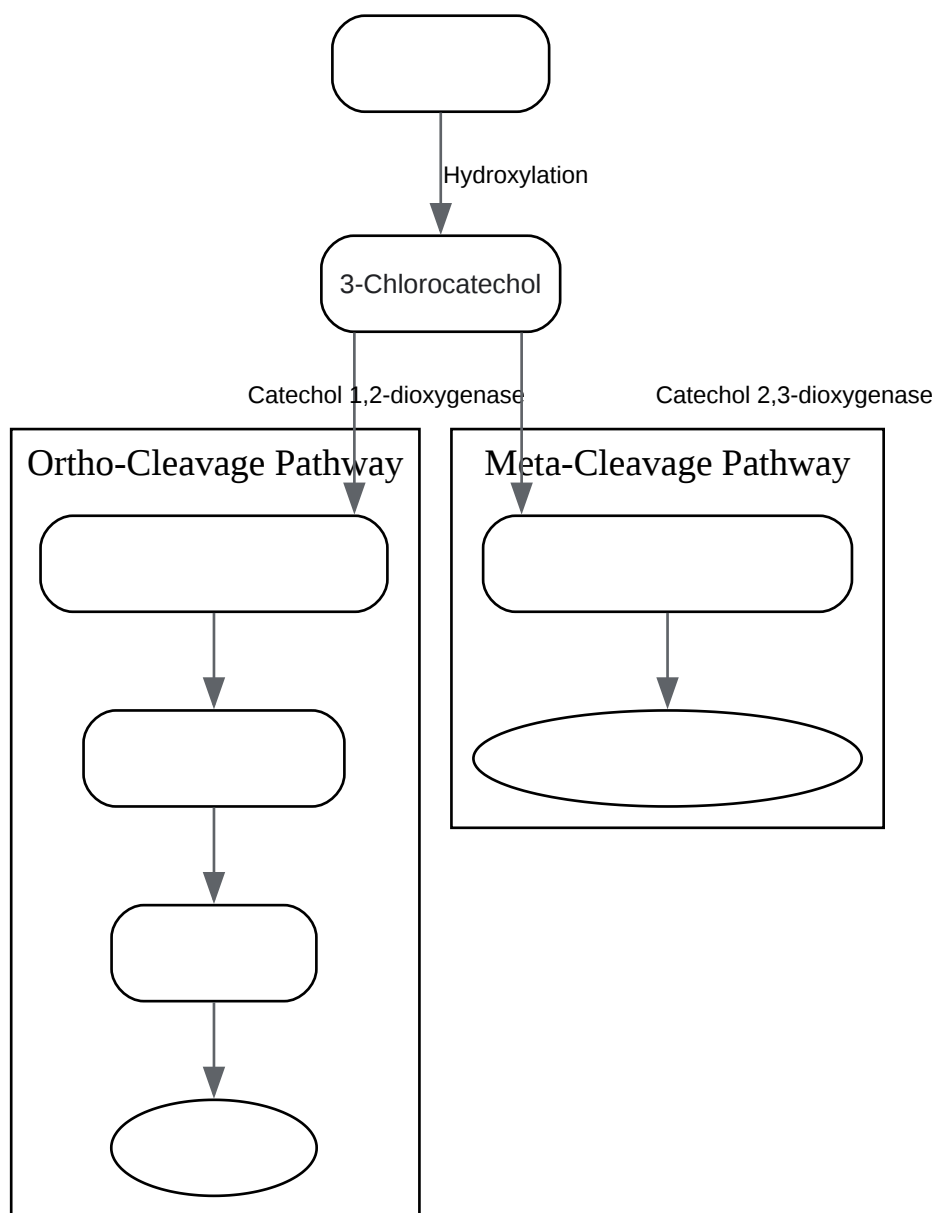 Hydroxylation
3-Chlorocatechol
Catechol 1,2-dioxygenase
Catechol 2,3-dioxygenase
Ortho-Cleavage Pathway
Meta-Cleavage Pathway